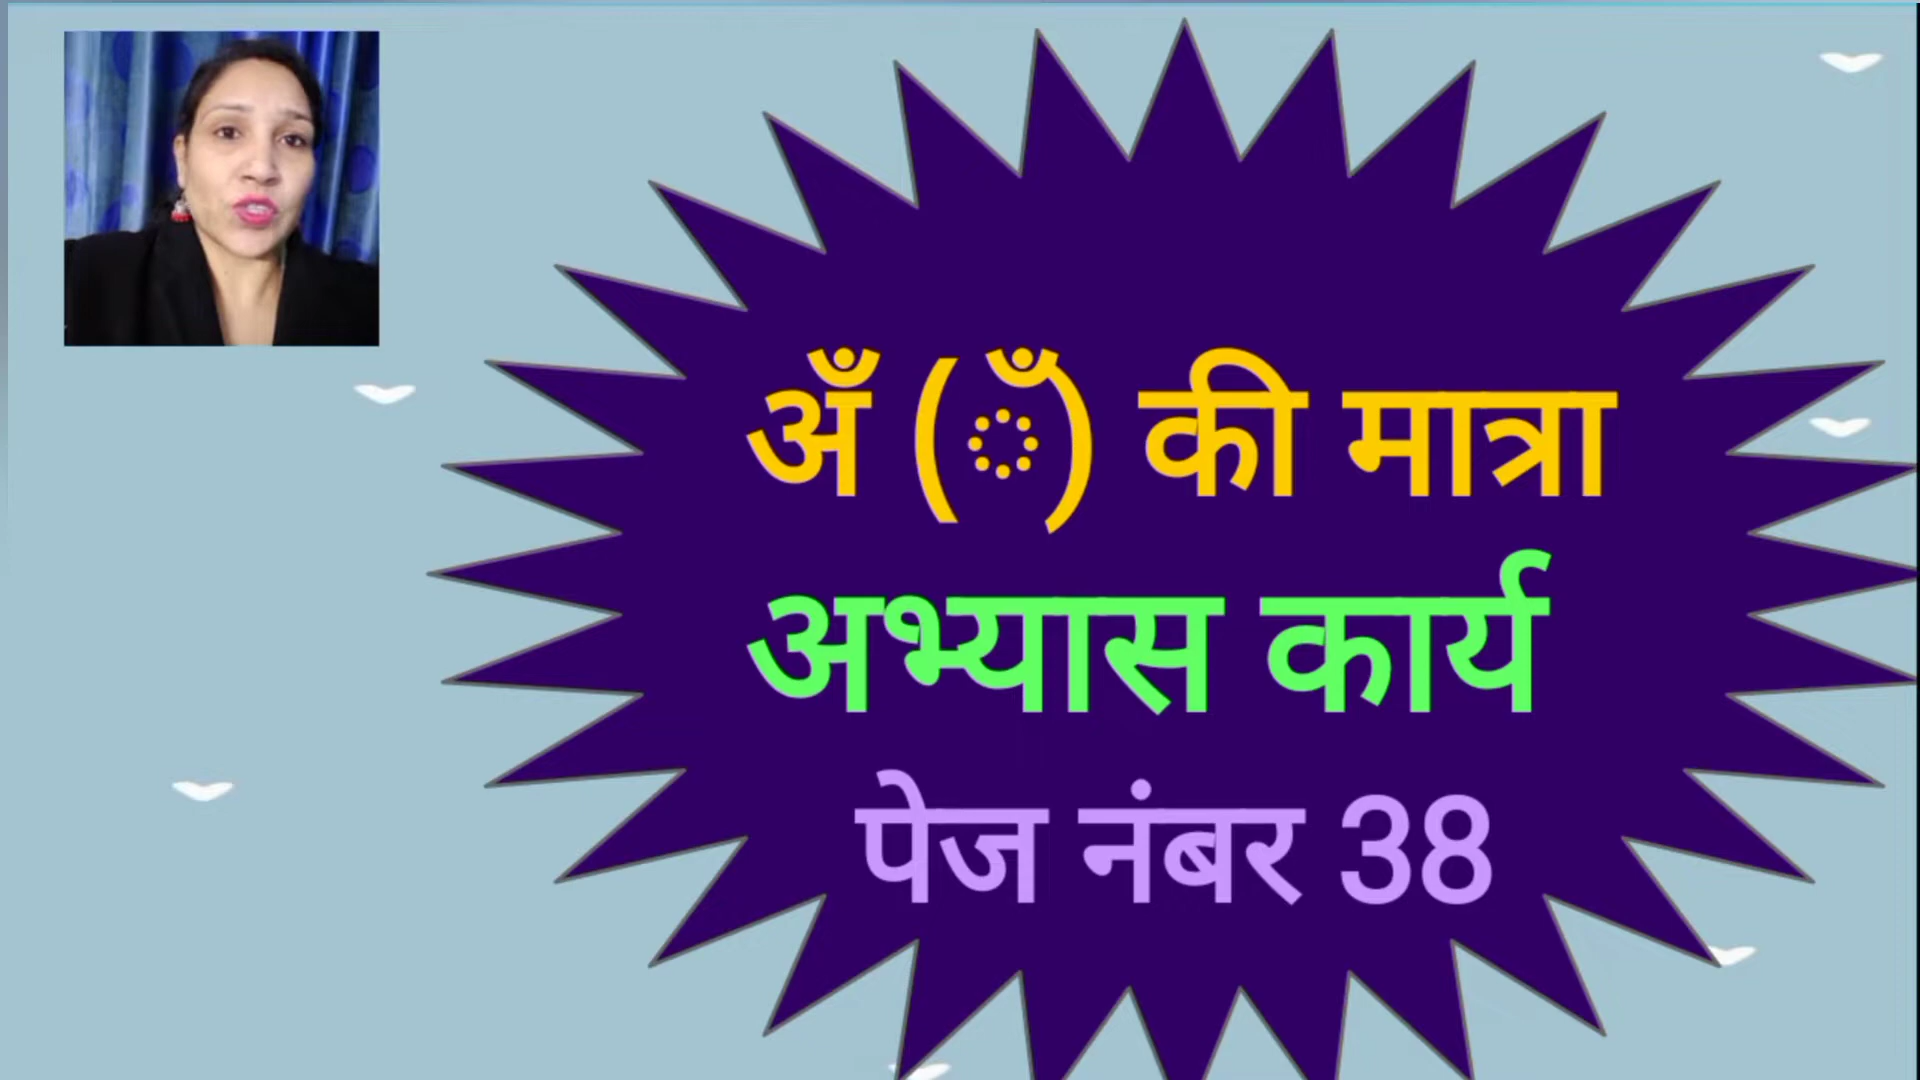 अँ (ँ) की मात्रा
अभ्यास कार्य
पेज नंबर 38